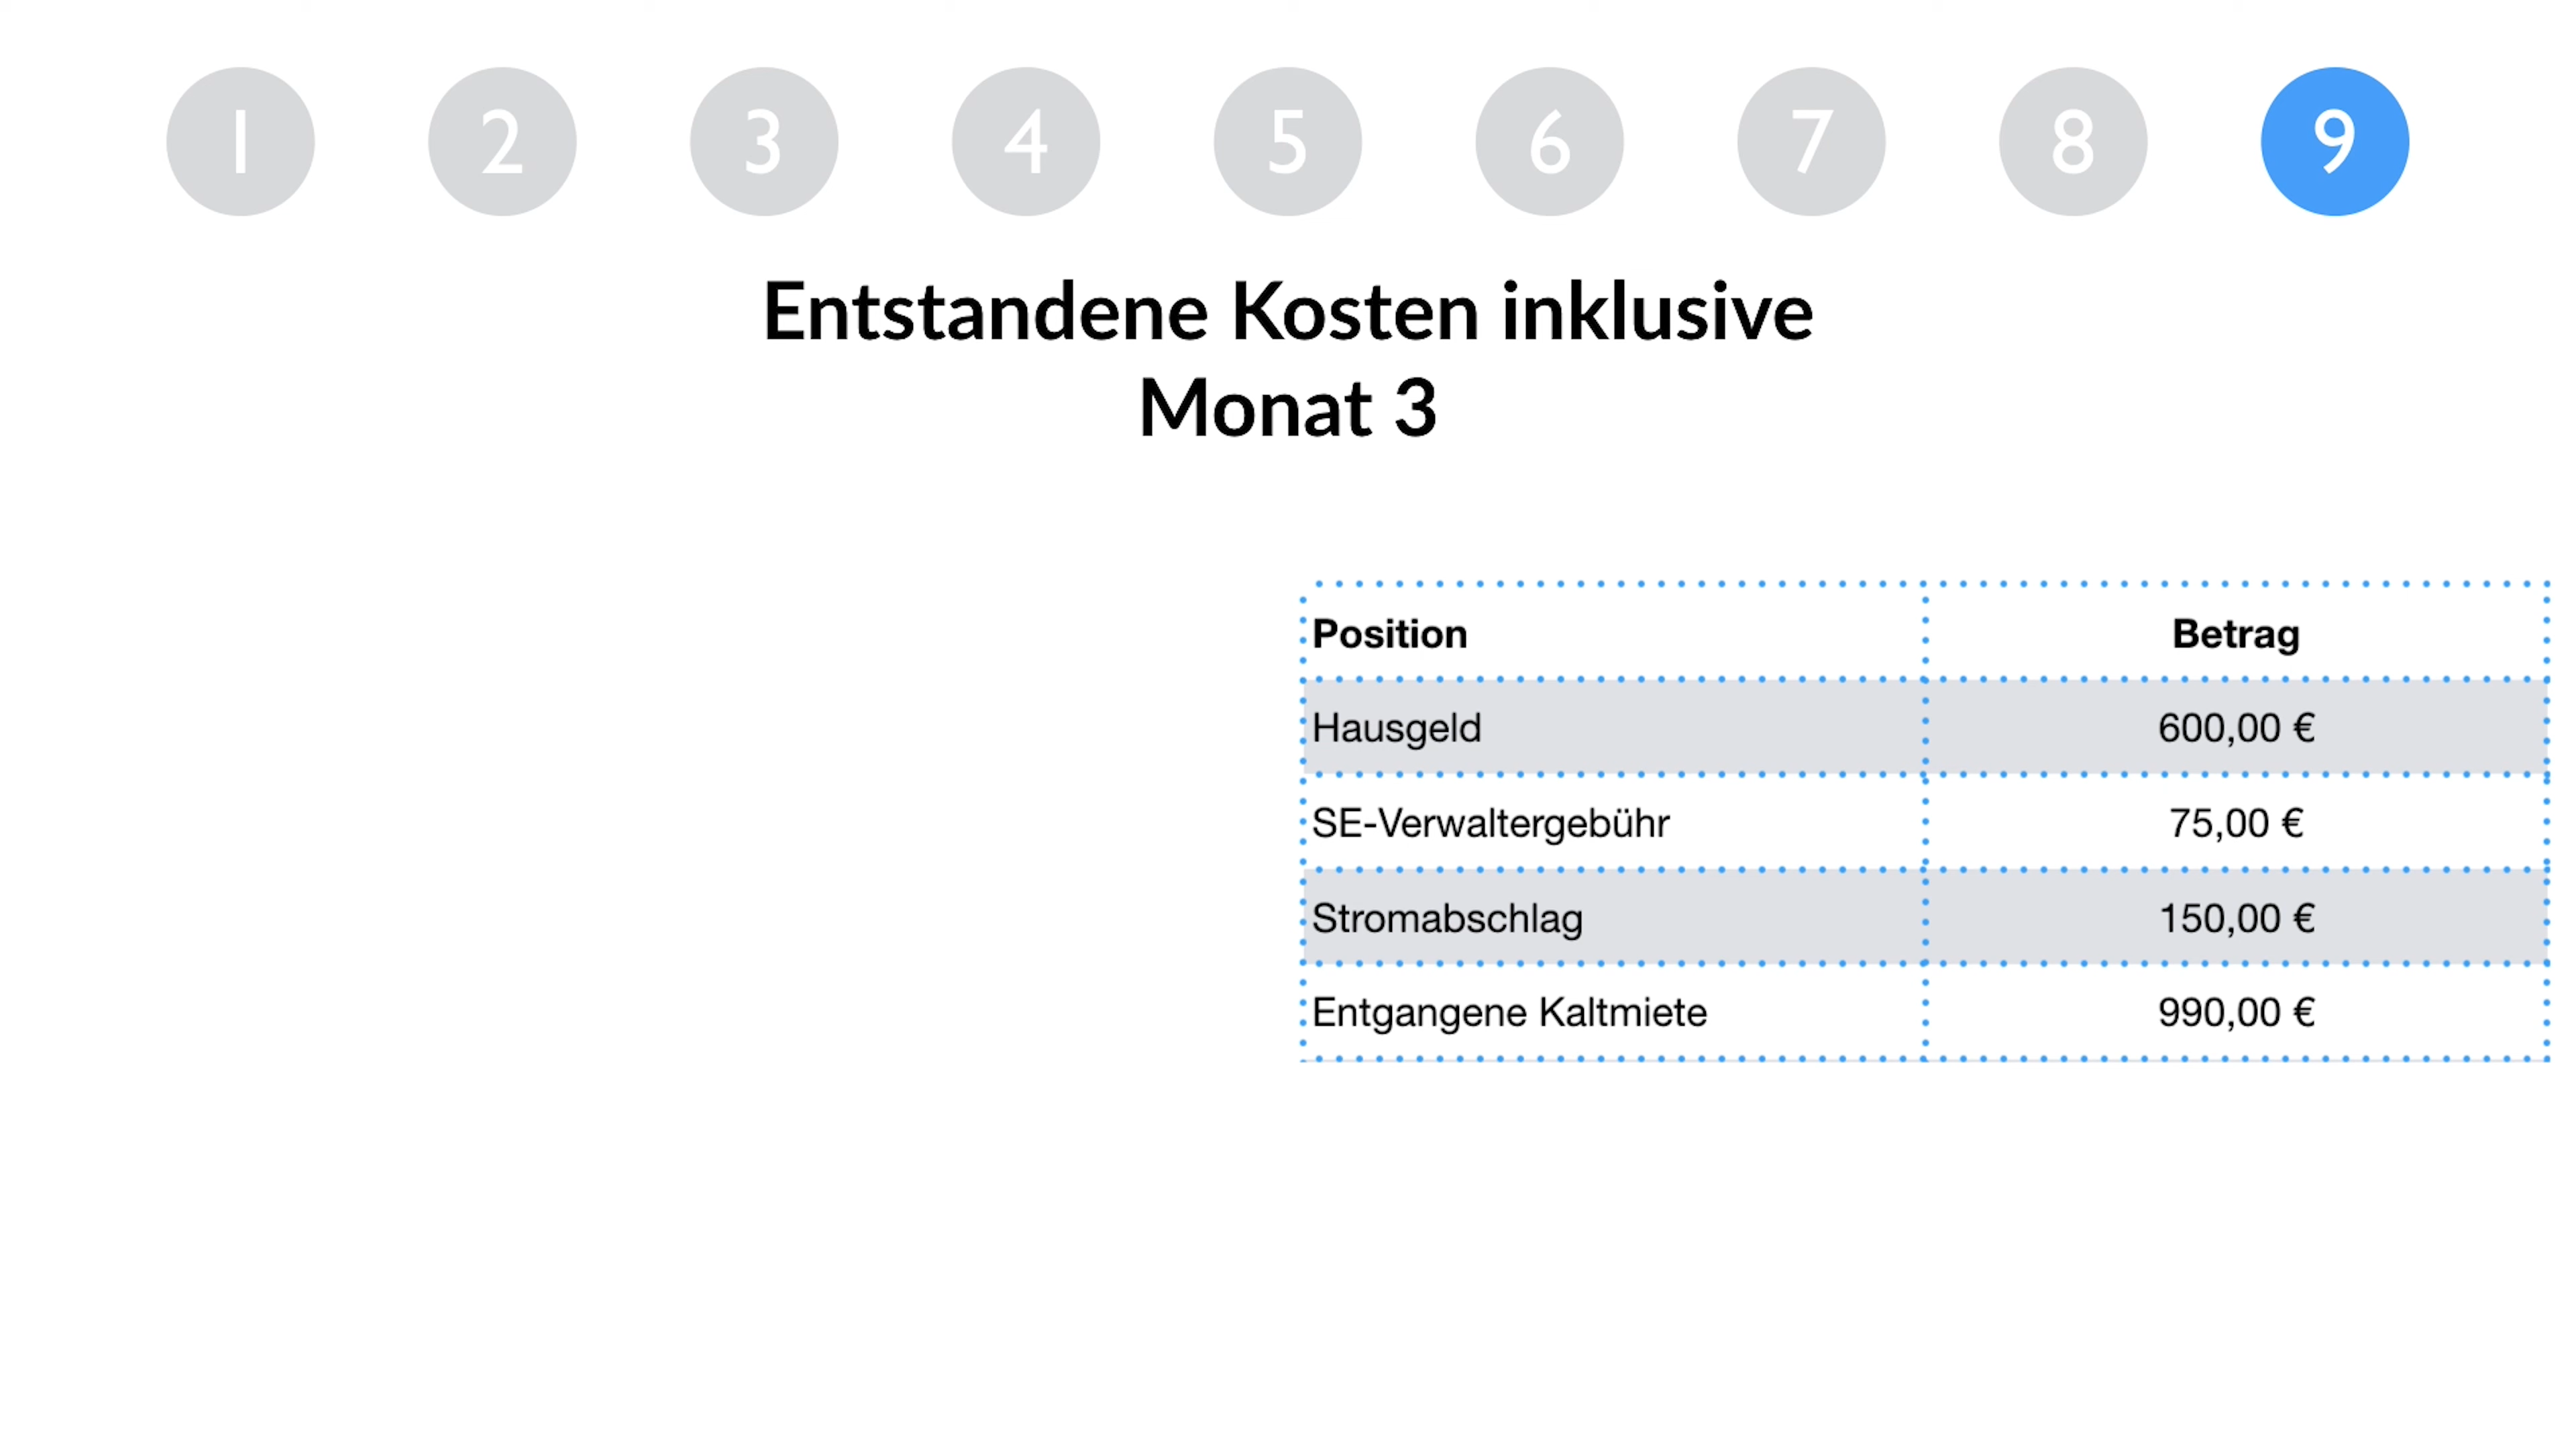 1 2 3 4 5 6 7 8 9
Entstandene Kosten inklusive
Monat 3
Position Betrag
Hausgeld 600,00 €
SE-Verwaltergebühr 75,00 €
Stromabschlag 150,00 €
Entgangene Kaltmiete 990,00 €